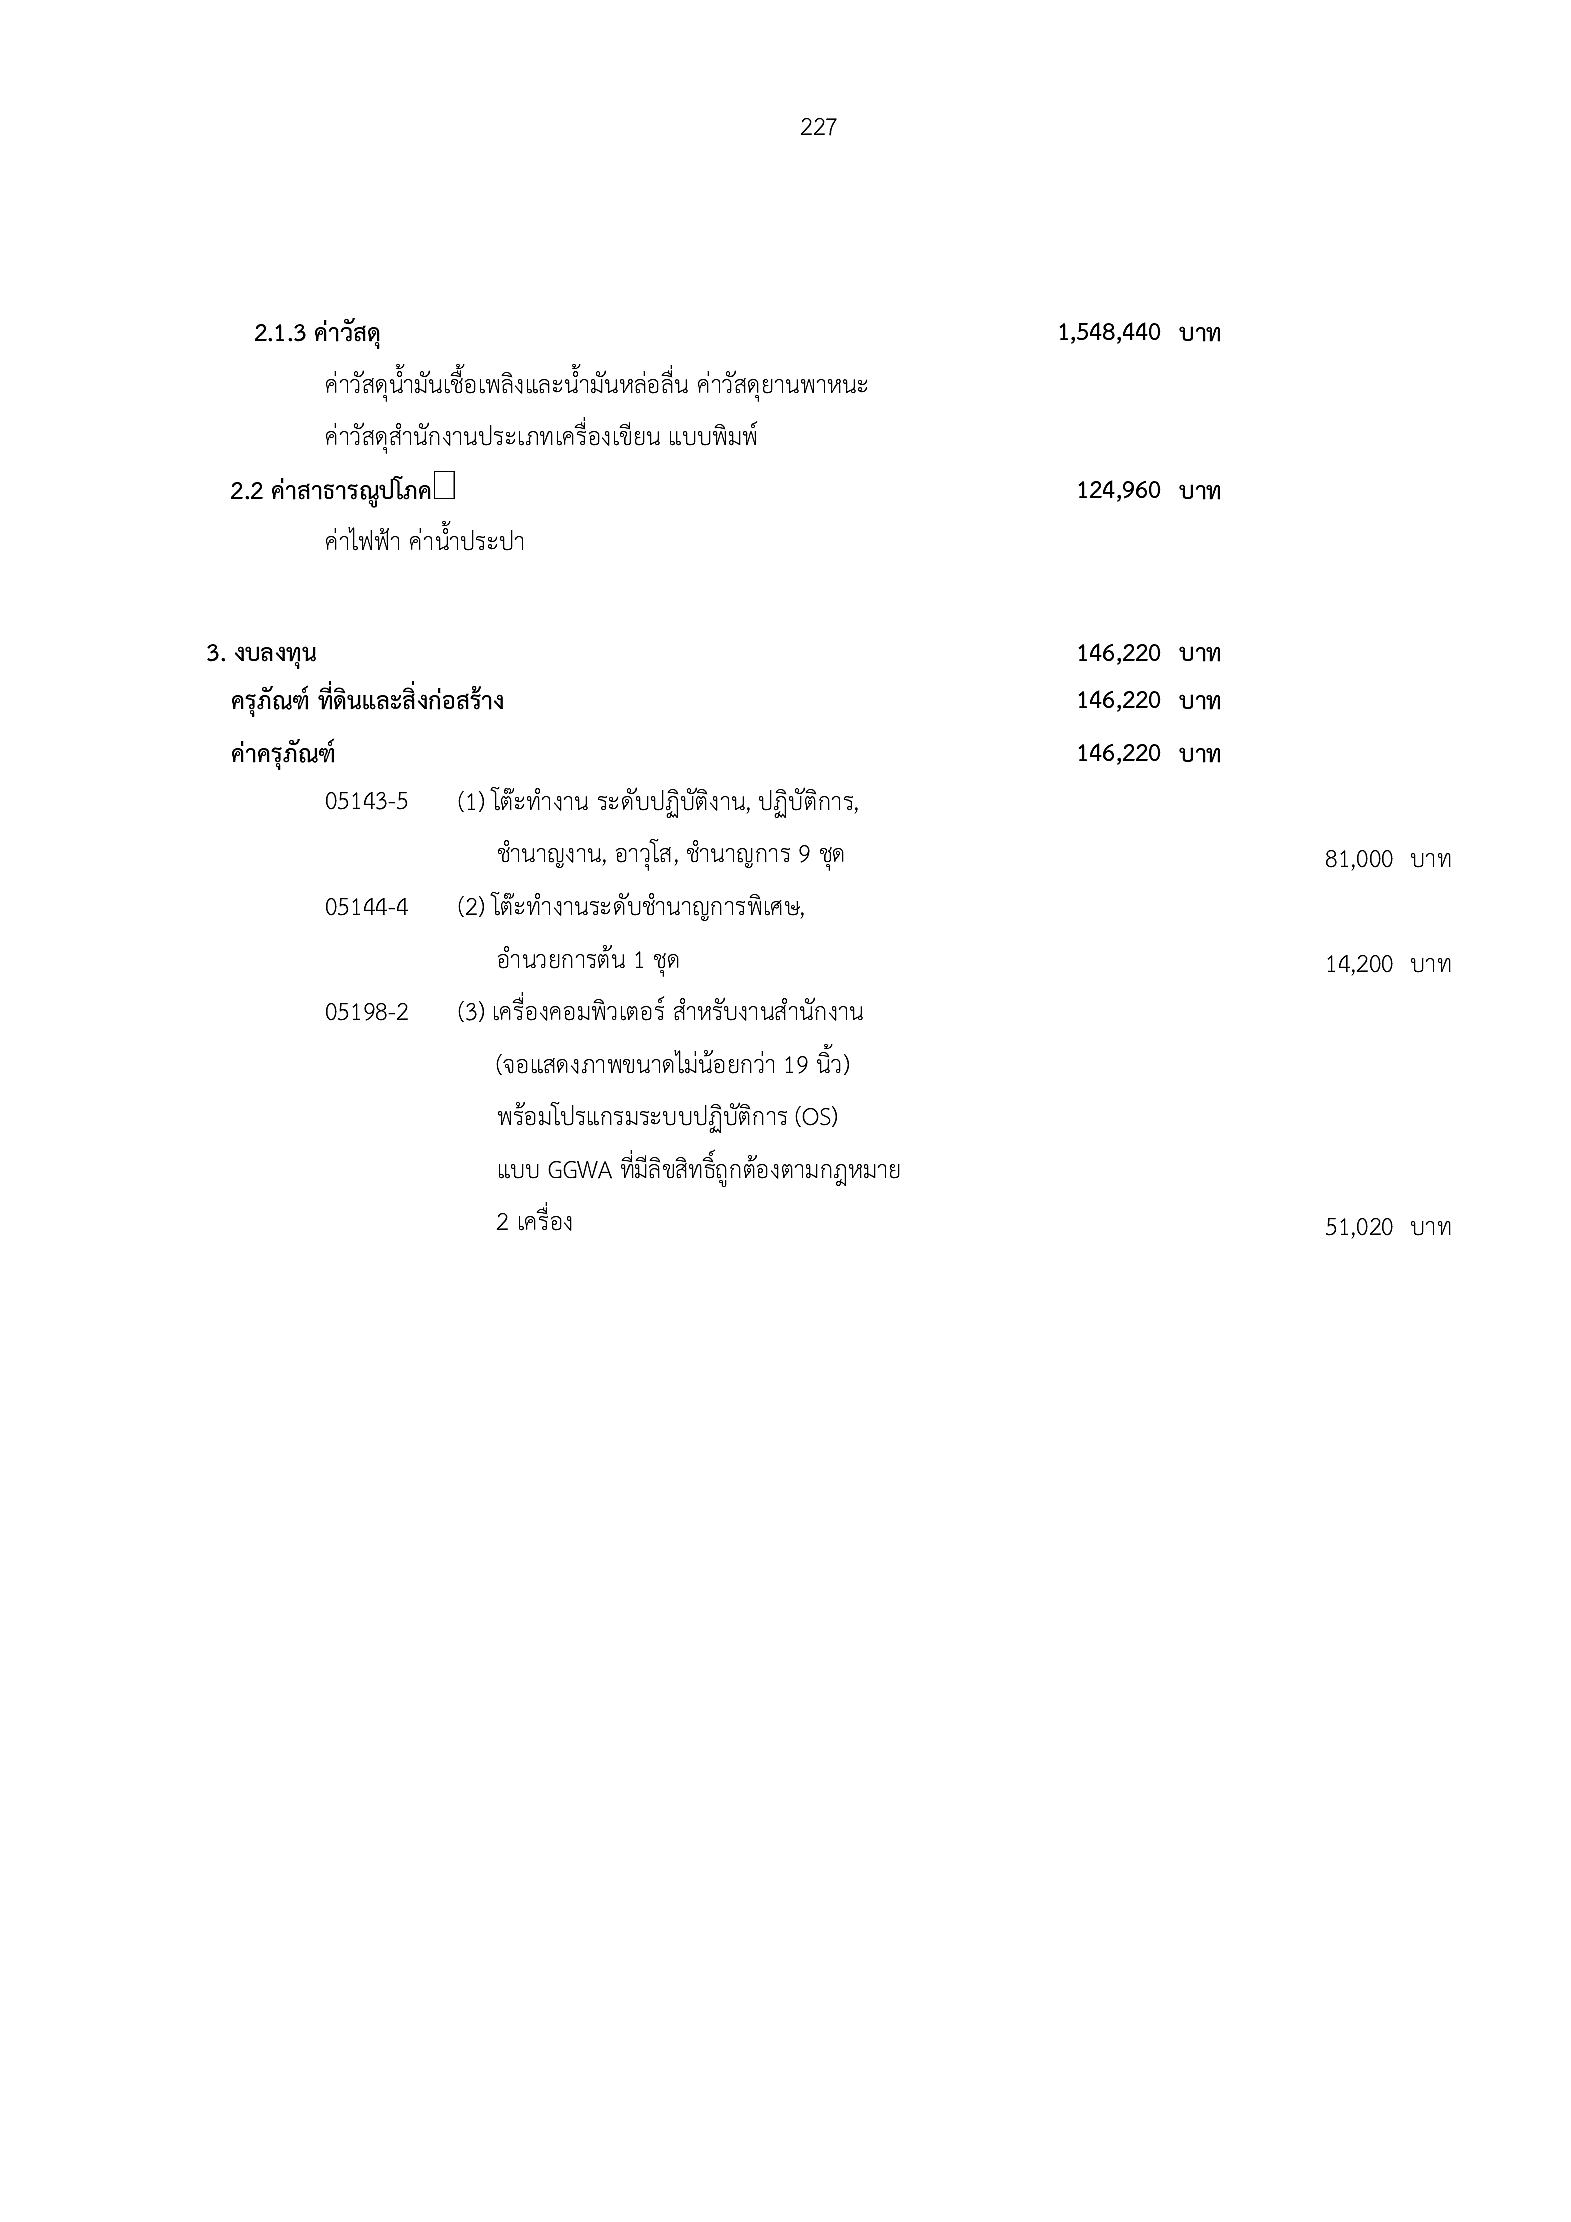 227
2.1.3 ค่าวัสดุ 1,548,440 บาท
ค่าวัสดุน้ำมันเชื้อเพลิงและน้ำมันหล่อลื่น ค่าวัสดุยานพาหนะ
ค่าวัสดุสำนักงานประเภทเครื่องเขียน แบบพิมพ์
2.2 ค่าสาธารณูปโภค 124,960 บาท
ค่าไฟฟ้า ค่าน้ำประปา
3. งบลงทุน 146,220 บาท
ครุภัณฑ์ ที่ดินและสิ่งก่อสร้าง 146,220 บาท
ค่าครุภัณฑ์ 146,220 บาท
05143-5 (1) โต๊ะทำงาน ระดับปฏิบัติงาน, ปฏิบัติการ,
ชำนาญงาน, อาวุโส, ชำนาญการ 9 ชุด 81,000 บาท
05144-4 (2) โต๊ะทำงานระดับชำนาญการพิเศษ,
อำนวยการต้น 1 ชุด 14,200 บาท
05198-2 (3) เครื่องคอมพิวเตอร์ สำหรับงานสำนักงาน
(จอแสดงภาพขนาดไม่น้อยกว่า 19 นิ้ว)
พร้อมโปรแกรมระบบปฏิบัติการ (OS)
แบบ GGWA ที่มีลิขสิทธิ์ถูกต้องตามกฎหมาย
2 เครื่อง 51,020 บาท